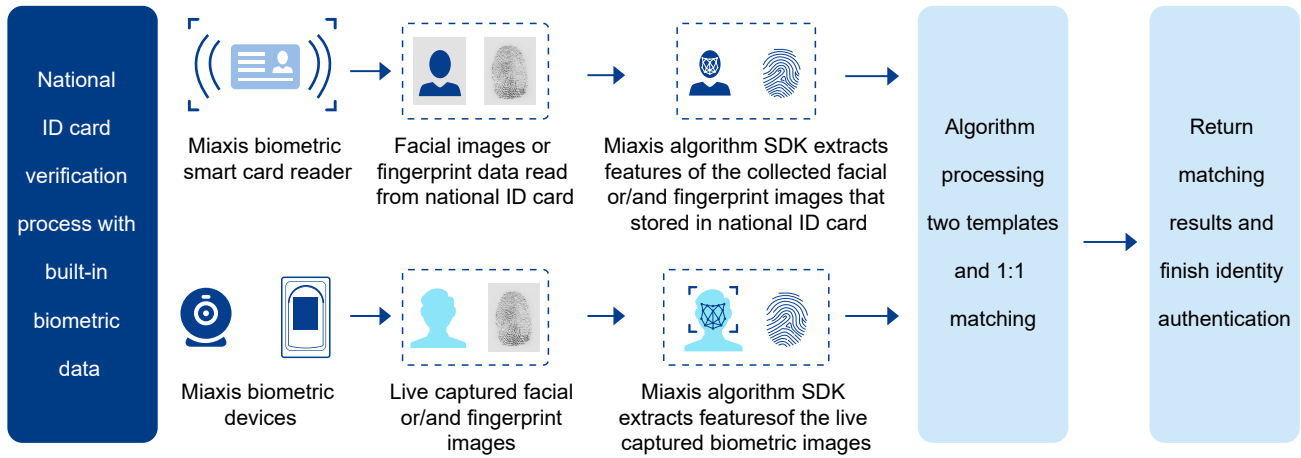 National
ID card
verification
process with
built-in
biometric
data
Miaxis biometric
smart card reader
Facial images or
fingerprint data read
from national ID card
Miaxis algorithm SDK extracts
features of the collected facial
or/and fingerprint images that
stored in national ID card
Miaxis biometric
devices
Live captured facial
or/and fingerprint
images
Miaxis algorithm SDK
extracts featuresof the live
captured biometric images
Algorithm
processing
two templates
and 1:1
matching
Return
matching
results and
finish identity
authentication